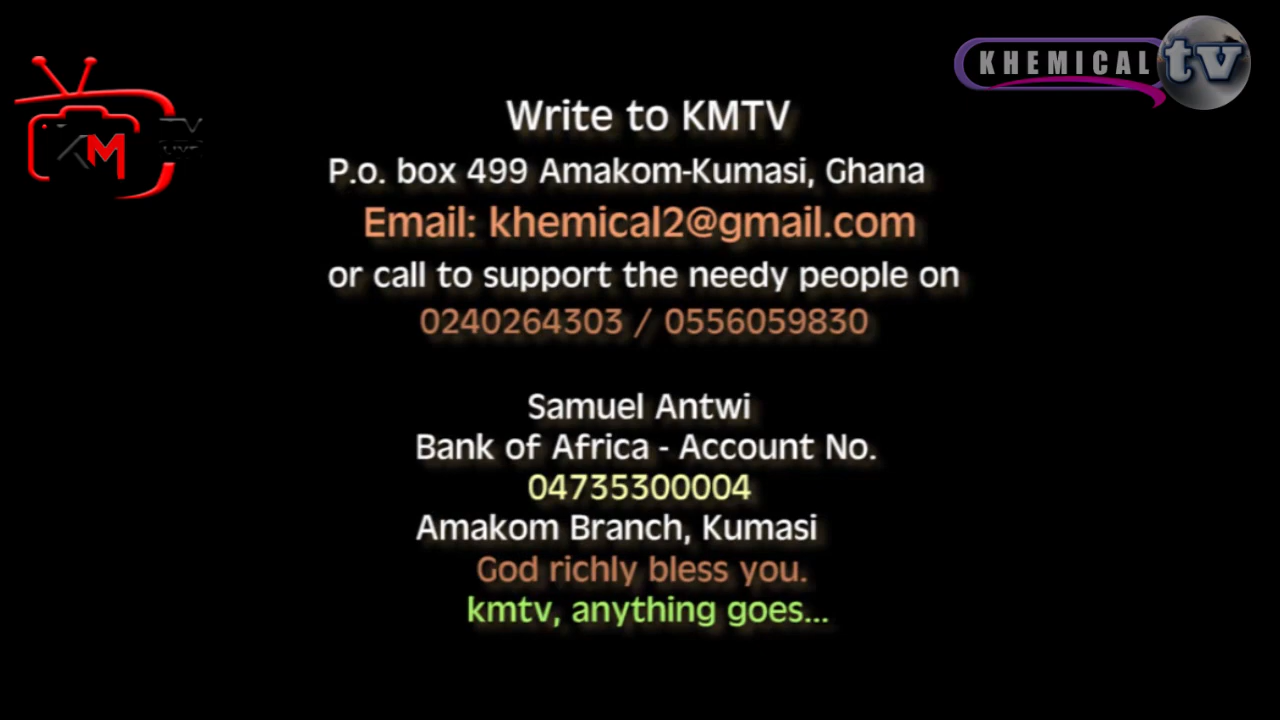 KHEMICAL tv
KM TV
Write to KMTV
P.o. box 499 Amakom-Kumasi, Ghana
Email: khemical2@gmail.com
or call to support the needy people on
0240264303 / 0556059830
Samuel Antwi
Bank of Africa - Account No.
04735300004
Amakom Branch, Kumasi
God richly bless you.
kmtv, anything goes...